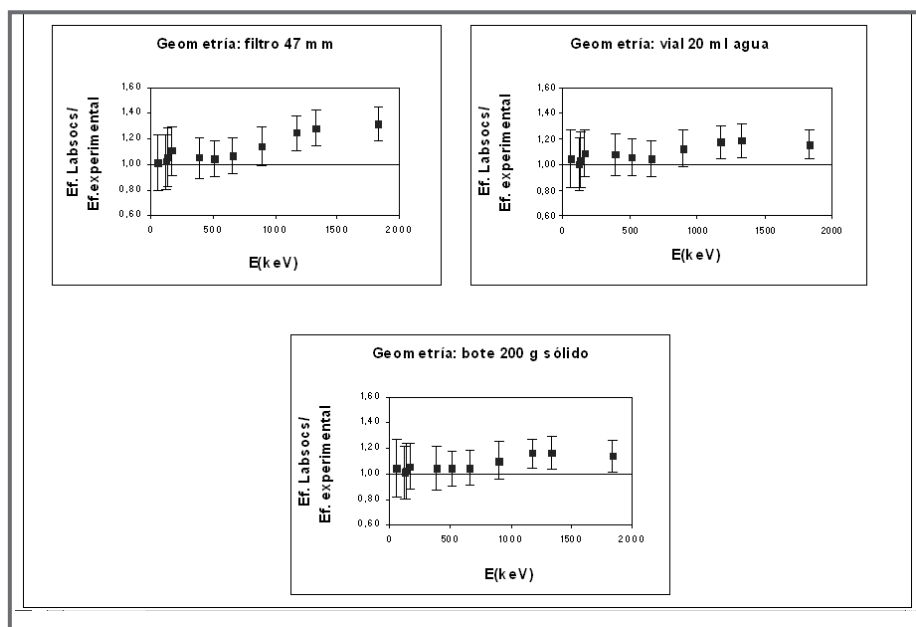 Geometría: filtro 47 mm
Ef. Labsocs/
Ef.experimental
1,60
1,40
1,20
1,00
0,80
0,60
0 500 1000 1500 2000
E(keV)
Geometría: vial 20 ml agua
Ef. Labsocs/
Ef. experimental
1,60
1,40
1,20
1,00
0,80
0,60
0 500 1000 1500 2000
E(keV)
Geometría: bote 200 g sólido
Ef. Labsocs/
Ef. experimental
1,60
1,40
1,20
1,00
0,80
0,60
0 500 1000 1500 2000
E(keV)